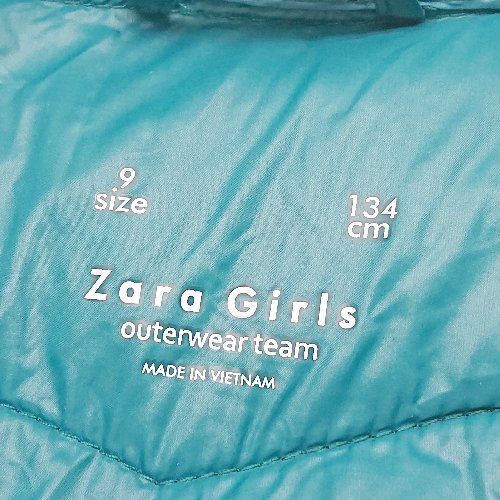 9
size
134
cm
Zara Girls
outerwear team
MADE IN VIETNAM